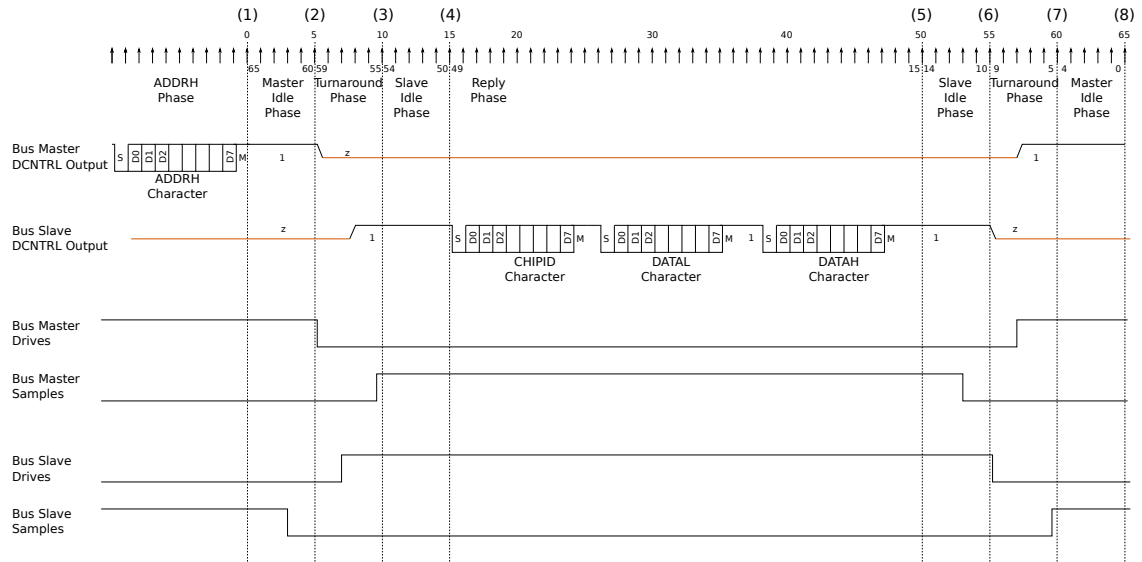 (1) (2) (3) (4) (5) (6) (7) (8)
0 5 10 15 20 30 40 50 55 60 65
65 60 59 55 54 50 49 15 14 10 9 5 4 0
ADDRH Master Turnaround Slave Reply Slave Turnaround Master
Phase Idle Phase Idle Phase Idle Phase Idle
Phase Phase Phase Phase
Bus Master
DCNTRL Output
S D0 D1 D2 D7 M 1 z 1
ADDRH
Character
Bus Slave
DCNTRL Output
z 1 S D0 D1 D2 D7 M S D0 D1 D2 D7 M 1 S D0 D1 D2 D7 M 1 z
CHIPID DATAL DATAH
Character Character Character
Bus Master
Drives
Bus Master
Samples
Bus Slave
Drives
Bus Slave
Samples